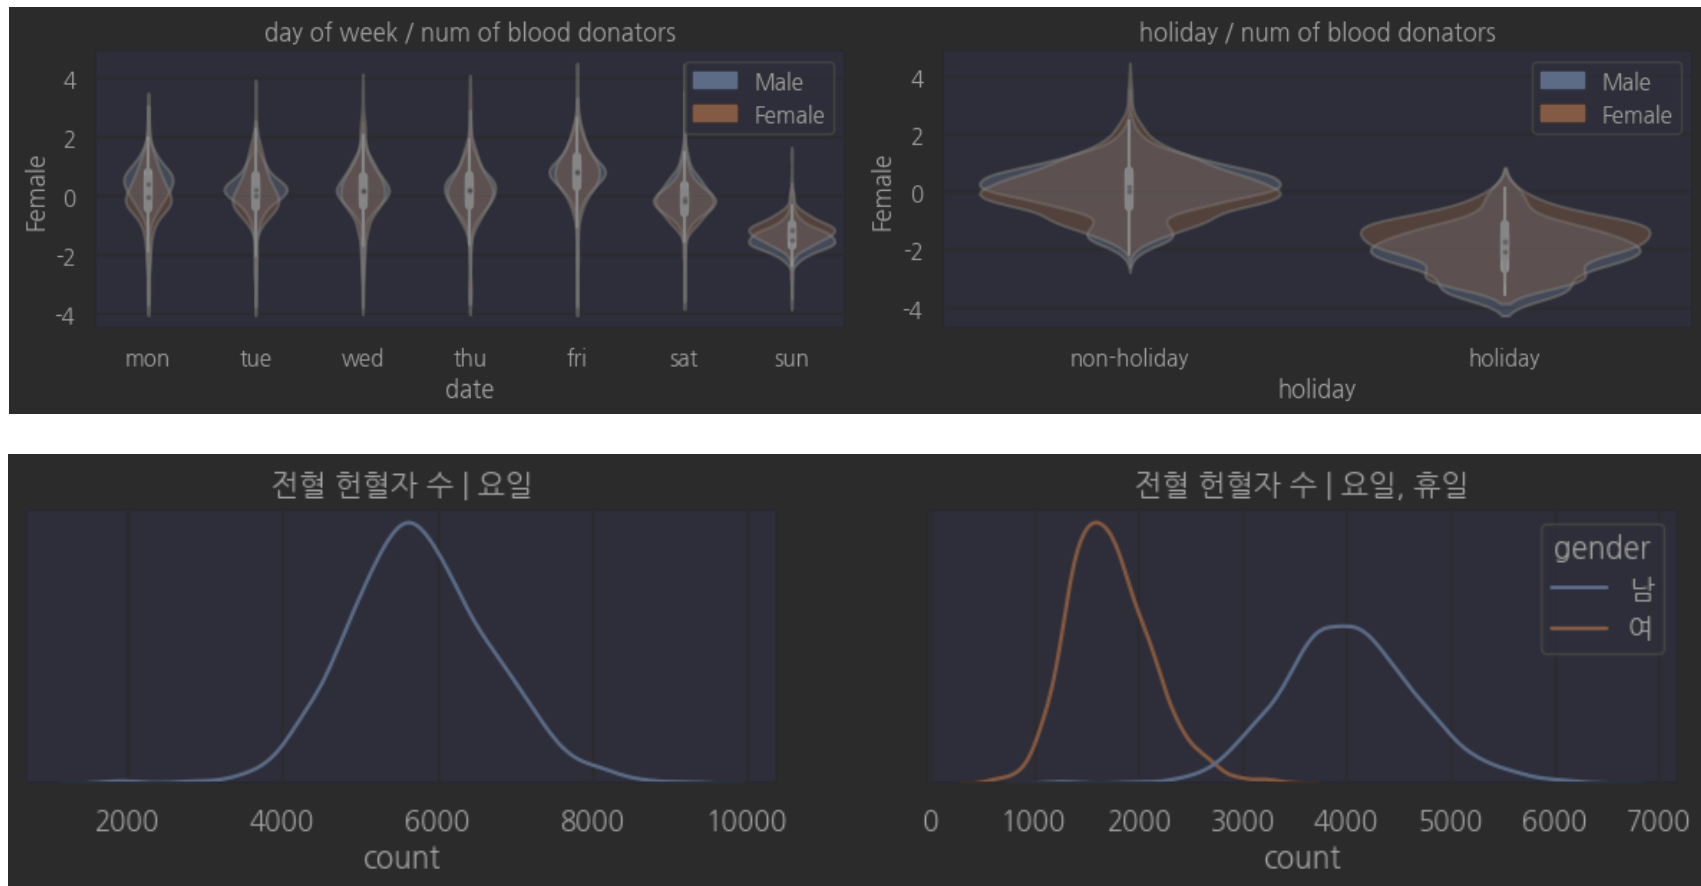 day of week / num of blood donators
Female
4
2
0
-2
-4
Male
Female
mon tue wed thu fri sat sun
date
holiday / num of blood donators
Female
4
2
0
-2
-4
Male
Female
non-holiday holiday
holiday
전혈 헌혈자 수 | 요일
2000 4000 6000 8000 10000
count
전혈 헌혈자 수 | 요일, 휴일
gender
남
여
0 1000 2000 3000 4000 5000 6000 7000
count